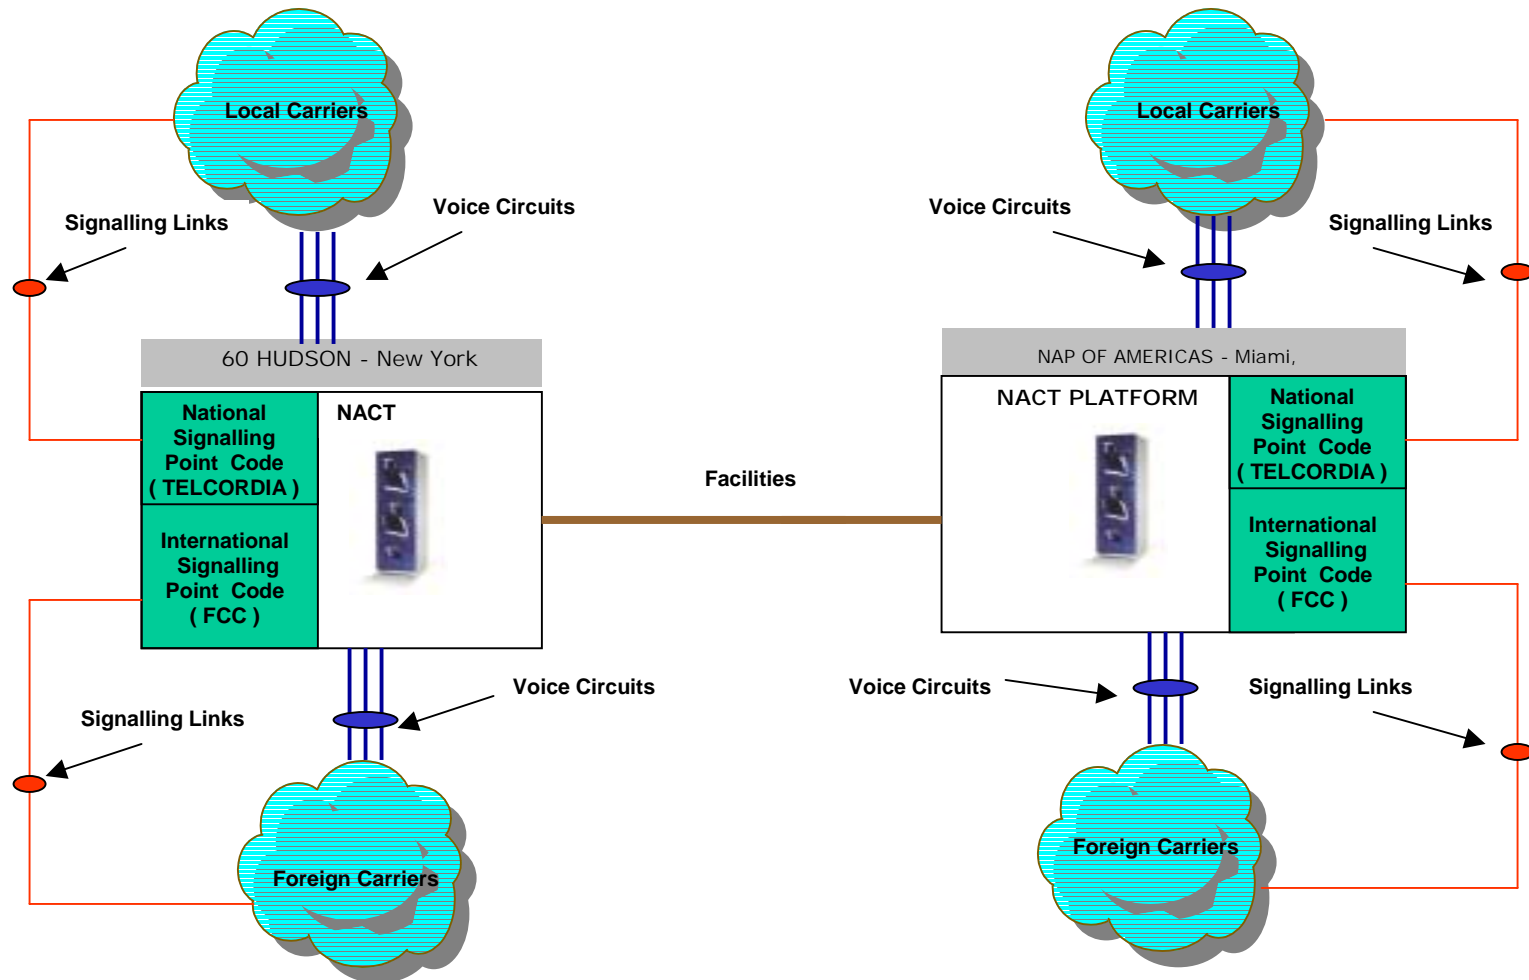 Local Carriers
Local Carriers
Signalling Links
Voice Circuits
Voice Circuits
Signalling Links
60 HUDSON - New York
NAP OF AMERICAS - Miami,
National
Signalling
Point Code
( TELCORDIA )
NACT
NACT PLATFORM
National
Signalling
Point Code
( TELCORDIA )
Facilities
International
Signalling
Point Code
( FCC )
International
Signalling
Point Code
( FCC )
Signalling Links
Voice Circuits
Voice Circuits
Signalling Links
Foreign Carriers
Foreign Carriers